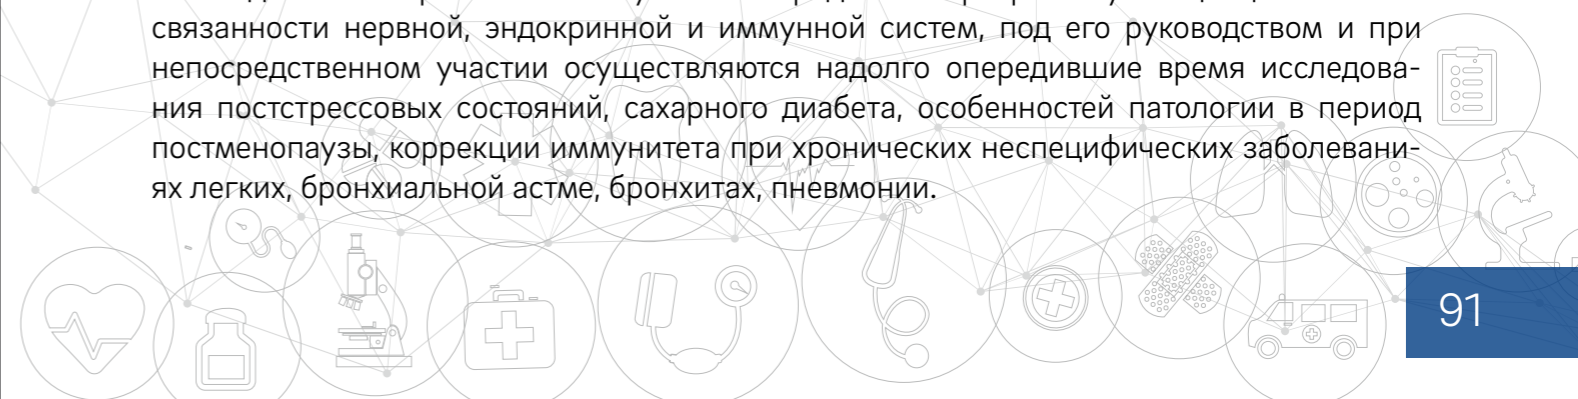 связанности нервной, эндокринной и иммунной систем, под его руководством и при
непосредственном участии осуществляются надолго опередившие время исследова-
ния постстрессовых состояний, сахарного диабета, особенностей патологии в период
постменопаузы, коррекции иммунитета при хронических неспецифических заболевани-
ях легких, бронхиальной астме, бронхитах, пневмонии.
91